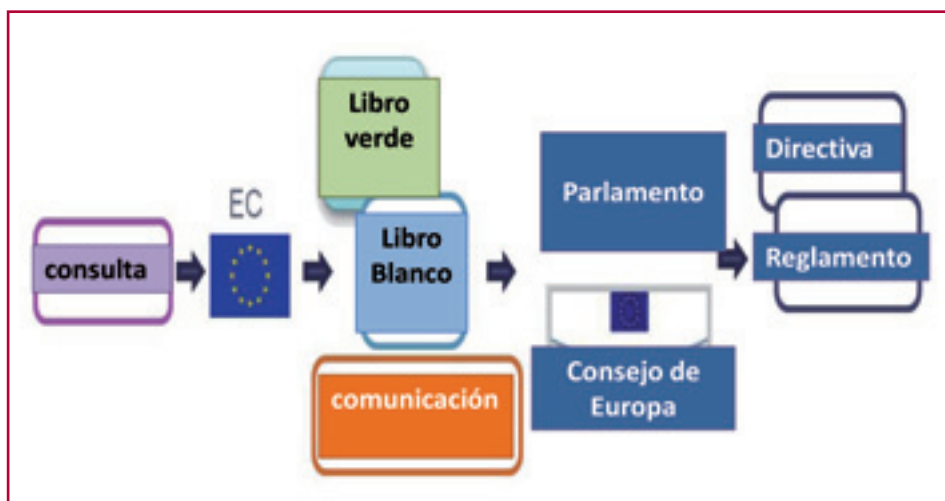 consulta
EC
Libro
verde
Libro
Blanco
comunicación
Parlamento
Consejo de
Europa
Directiva
Reglamento